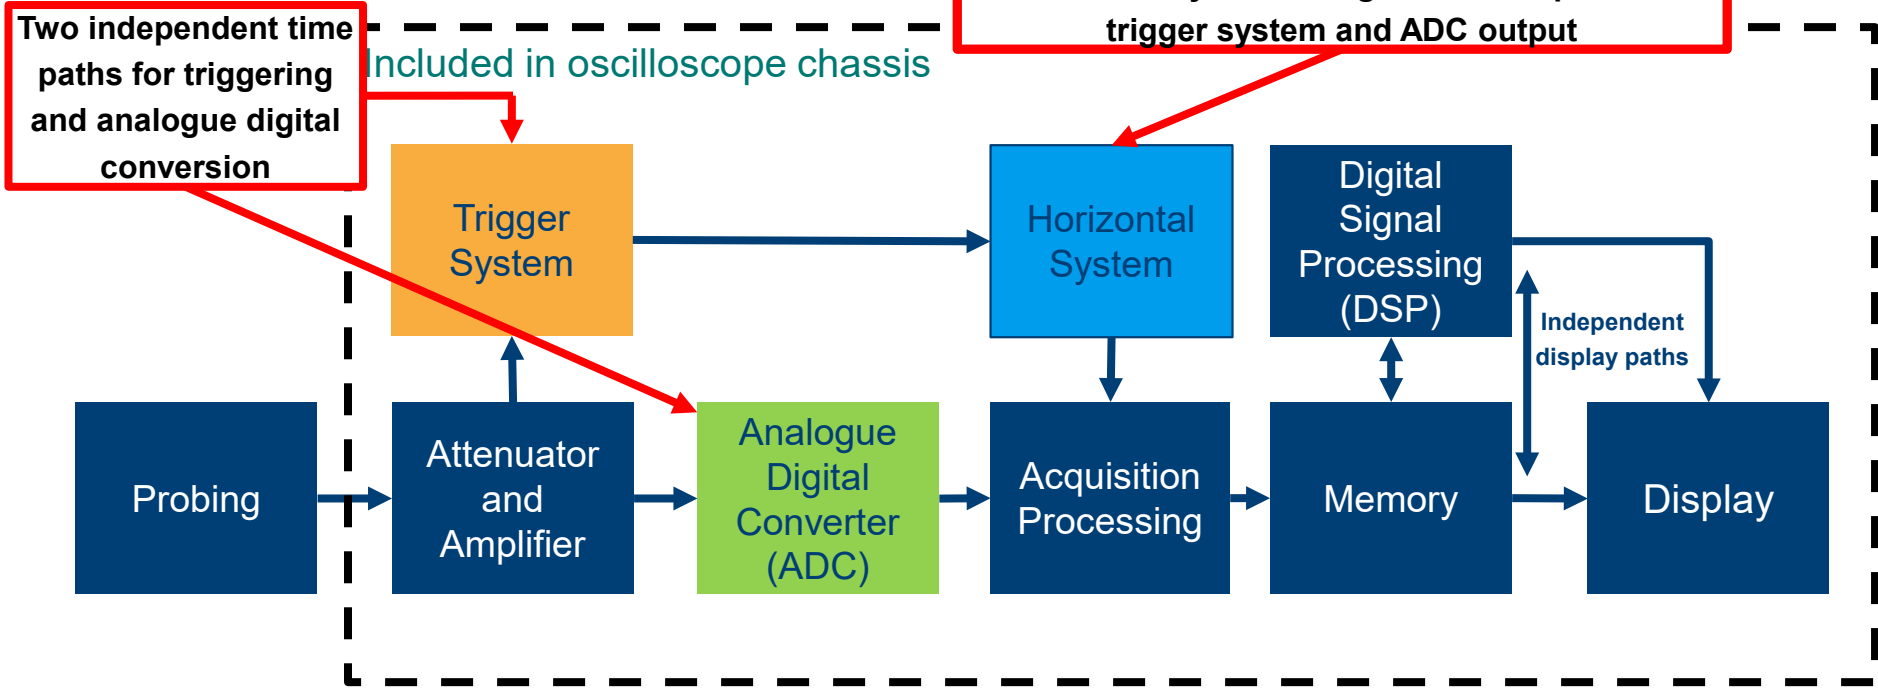 Two independent time
paths for triggering
and analogue digital
conversion
trigger system and ADC output
Included in oscilloscope chassis
Trigger
System
Horizontal
System
Digital
Signal
Processing
(DSP)
Independent
display paths
Probing
Attenuator
and
Amplifier
Analogue
Digital
Converter
(ADC)
Acquisition
Processing
Memory
Display